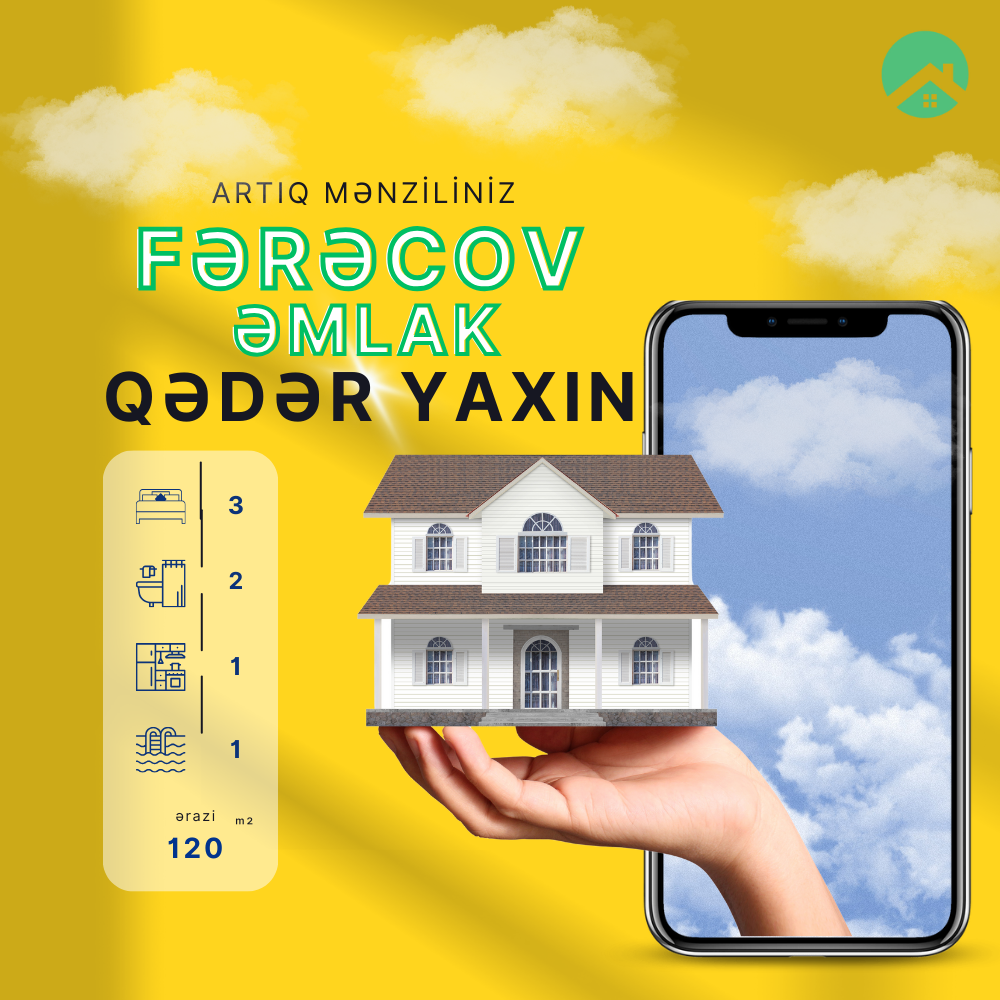 ARTIQ MƏNZİLİNİZ
FƏRƏCOV
ƏMLAK
QƏDƏR YAXIN
3
2
1
1
ərazi m2
120